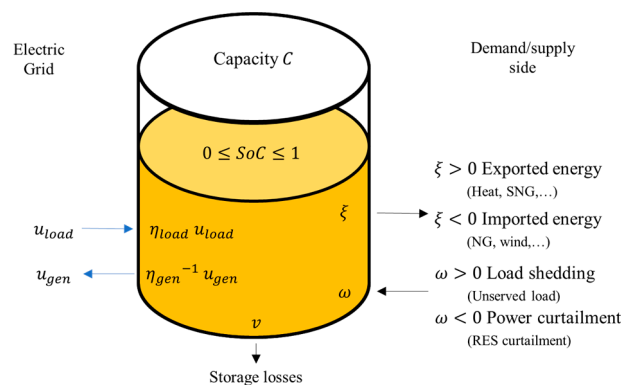 Electric
Grid
Capacity C
Demand/supply
side
0 ≤ SoC ≤ 1
ξ > 0 Exported energy
(Heat, SNG,…)
ξ
ξ < 0 Imported energy
(NG, wind,…)
u_load
η_load u_load
u_gen
η_gen⁻¹ u_gen
ω > 0 Load shedding
(Unserved load)
ω
ω < 0 Power curtailment
(RES curtailment)
v
Storage losses